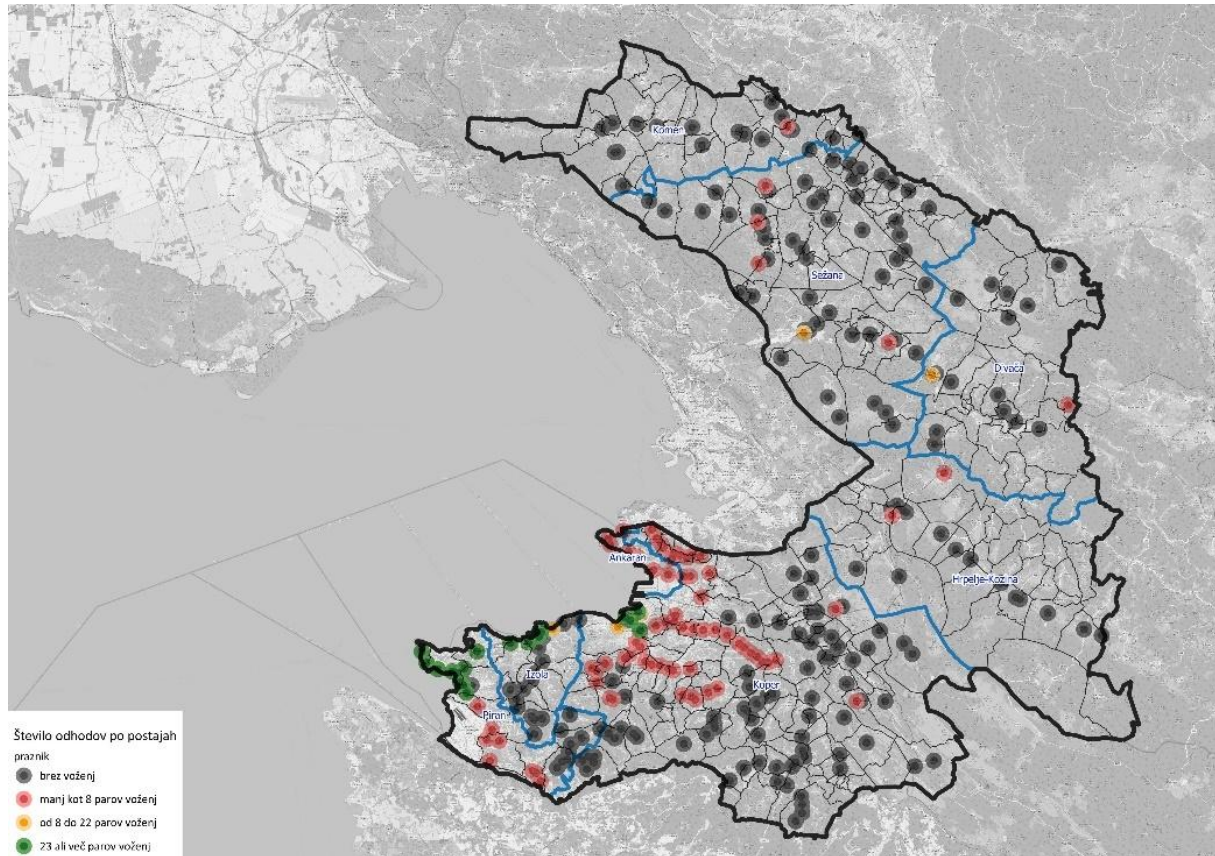 Komen
Sežana
Divača
Ankaran
Hrpelje-Kozina
Izola
Koper
Piran
Število odhodov po postajah
praznik
brez voženj
manj kot 8 parov voženj
od 8 do 22 parov voženj
23 ali več parov voženj